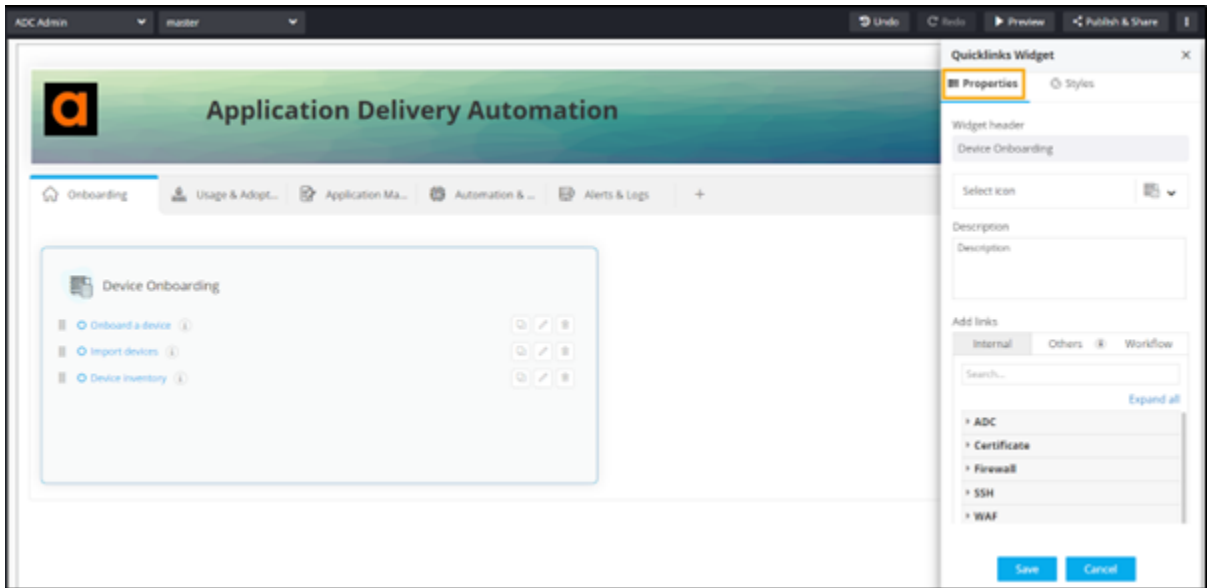 ADC Admin master Undo Redo Preview Publish & Share
Quicklinks Widget
Properties Styles
a Application Delivery Automation
Widget header
Device Onboarding
Onboarding Usage & Adopt... Application Ma... Automation & ... Alerts & Logs +
Select icon
Description
Description
Device Onboarding
Onboard a device
Import devices
Device inventory
Add links
Internal Others Workflow
Search...
Expand all
ADC
Certificate
Firewall
SSH
WAF
Save Cancel